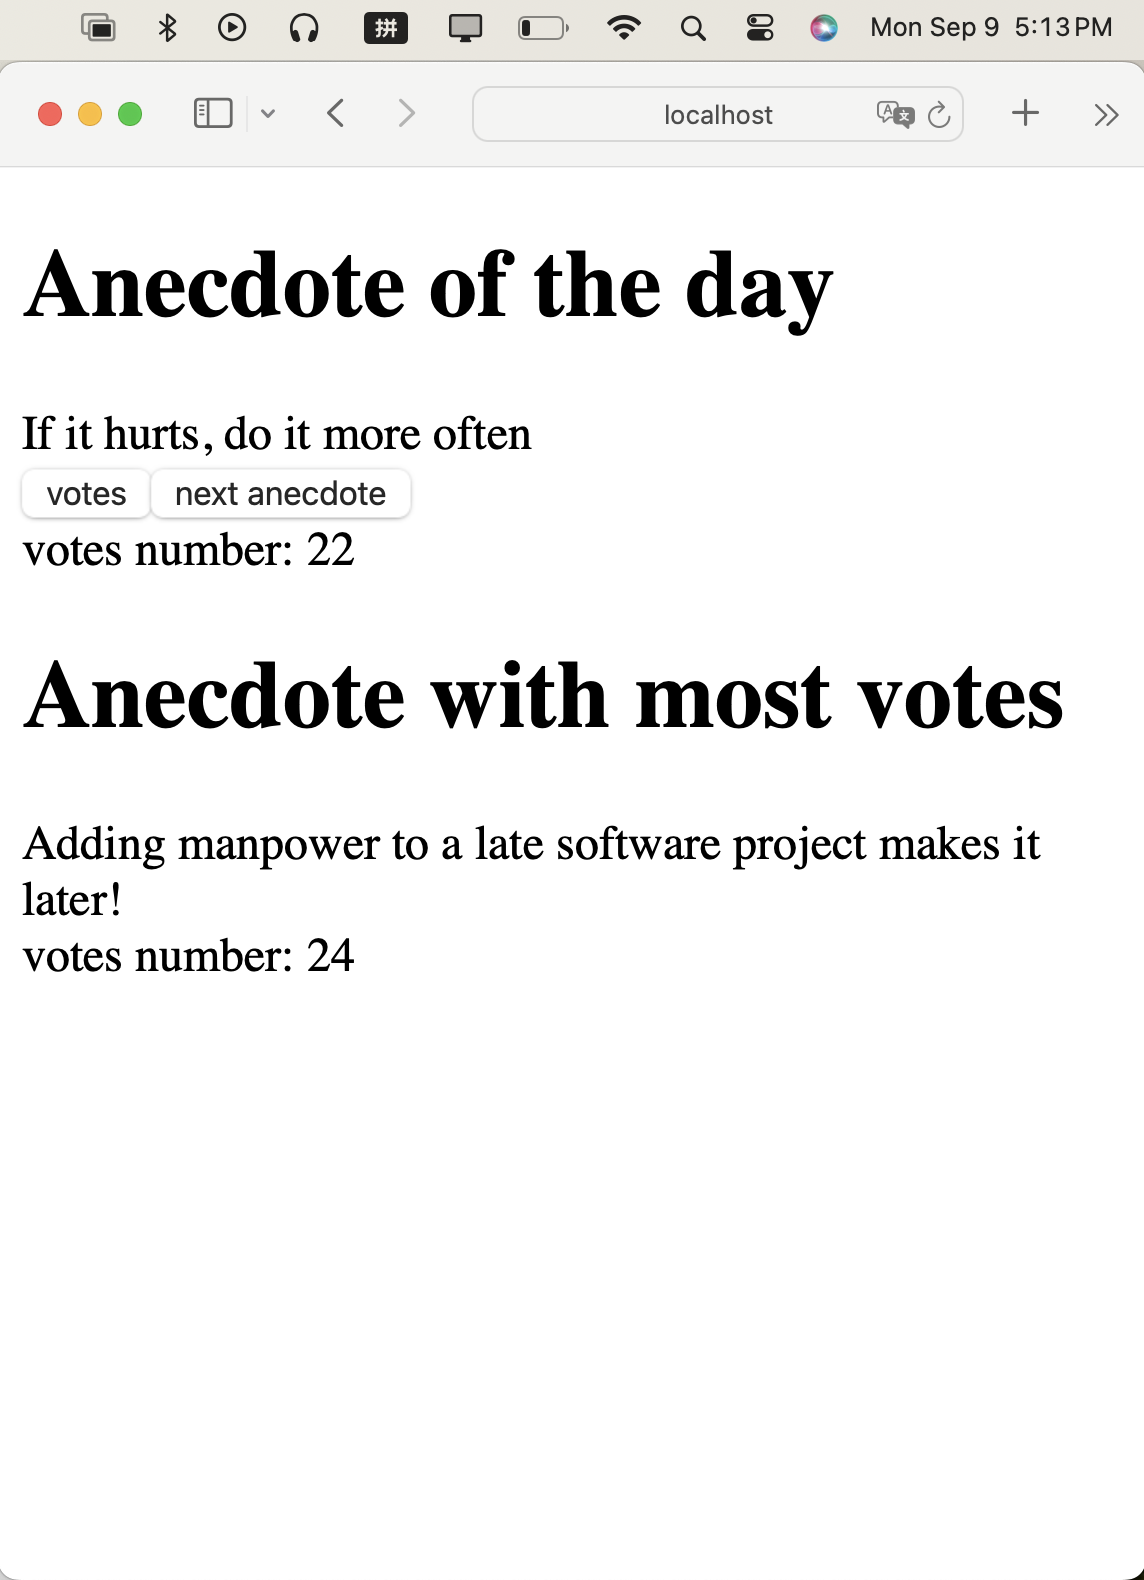 拼 Mon Sep 9 5:13 PM
localhost
Anecdote of the day
If it hurts, do it more often
votes next anecdote
votes number: 22
Anecdote with most votes
Adding manpower to a late software project makes it
later!
votes number: 24